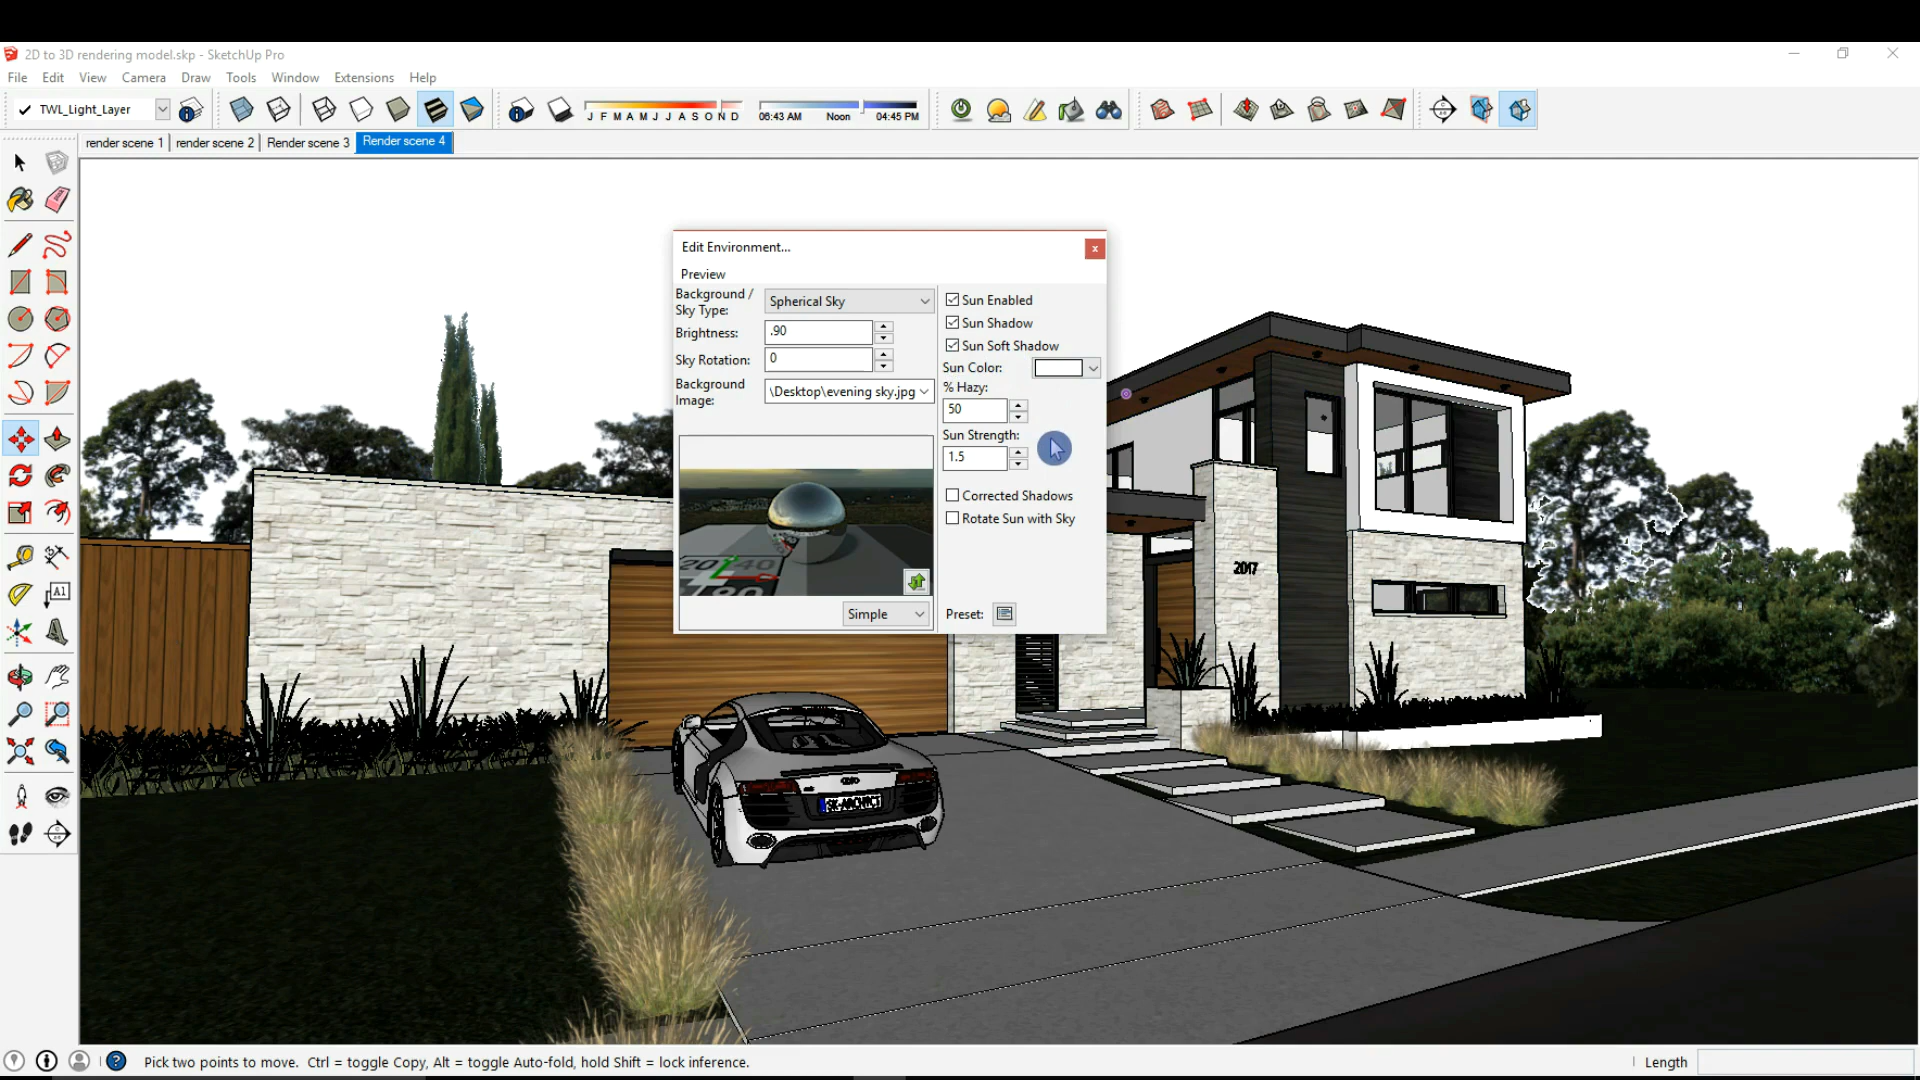 2D to 3D rendering model.skp - SketchUp Pro
File Edit View Camera Draw Tools Window Extensions Help
TWL_Light_Layer
J F M A M J J A S O N D
06:43 AM Noon 04:45 PM
render scene 1
render scene 2
Render scene 3
Render scene 4
Edit Environment...
Preview
Background /
Sky Type:
Spherical Sky
Brightness:
.90
Sky Rotation:
0
Background
Image:
\Desktop\evening sky.jpg
Simple
Sun Enabled
Sun Shadow
Sun Soft Shadow
Sun Color:
% Hazy:
50
Sun Strength:
1.5
Corrected Shadows
Rotate Sun with Sky
Preset:
2017
A1
Pick two points to move. Ctrl = toggle Copy, Alt = toggle Auto-fold, hold Shift = lock inference.
Length